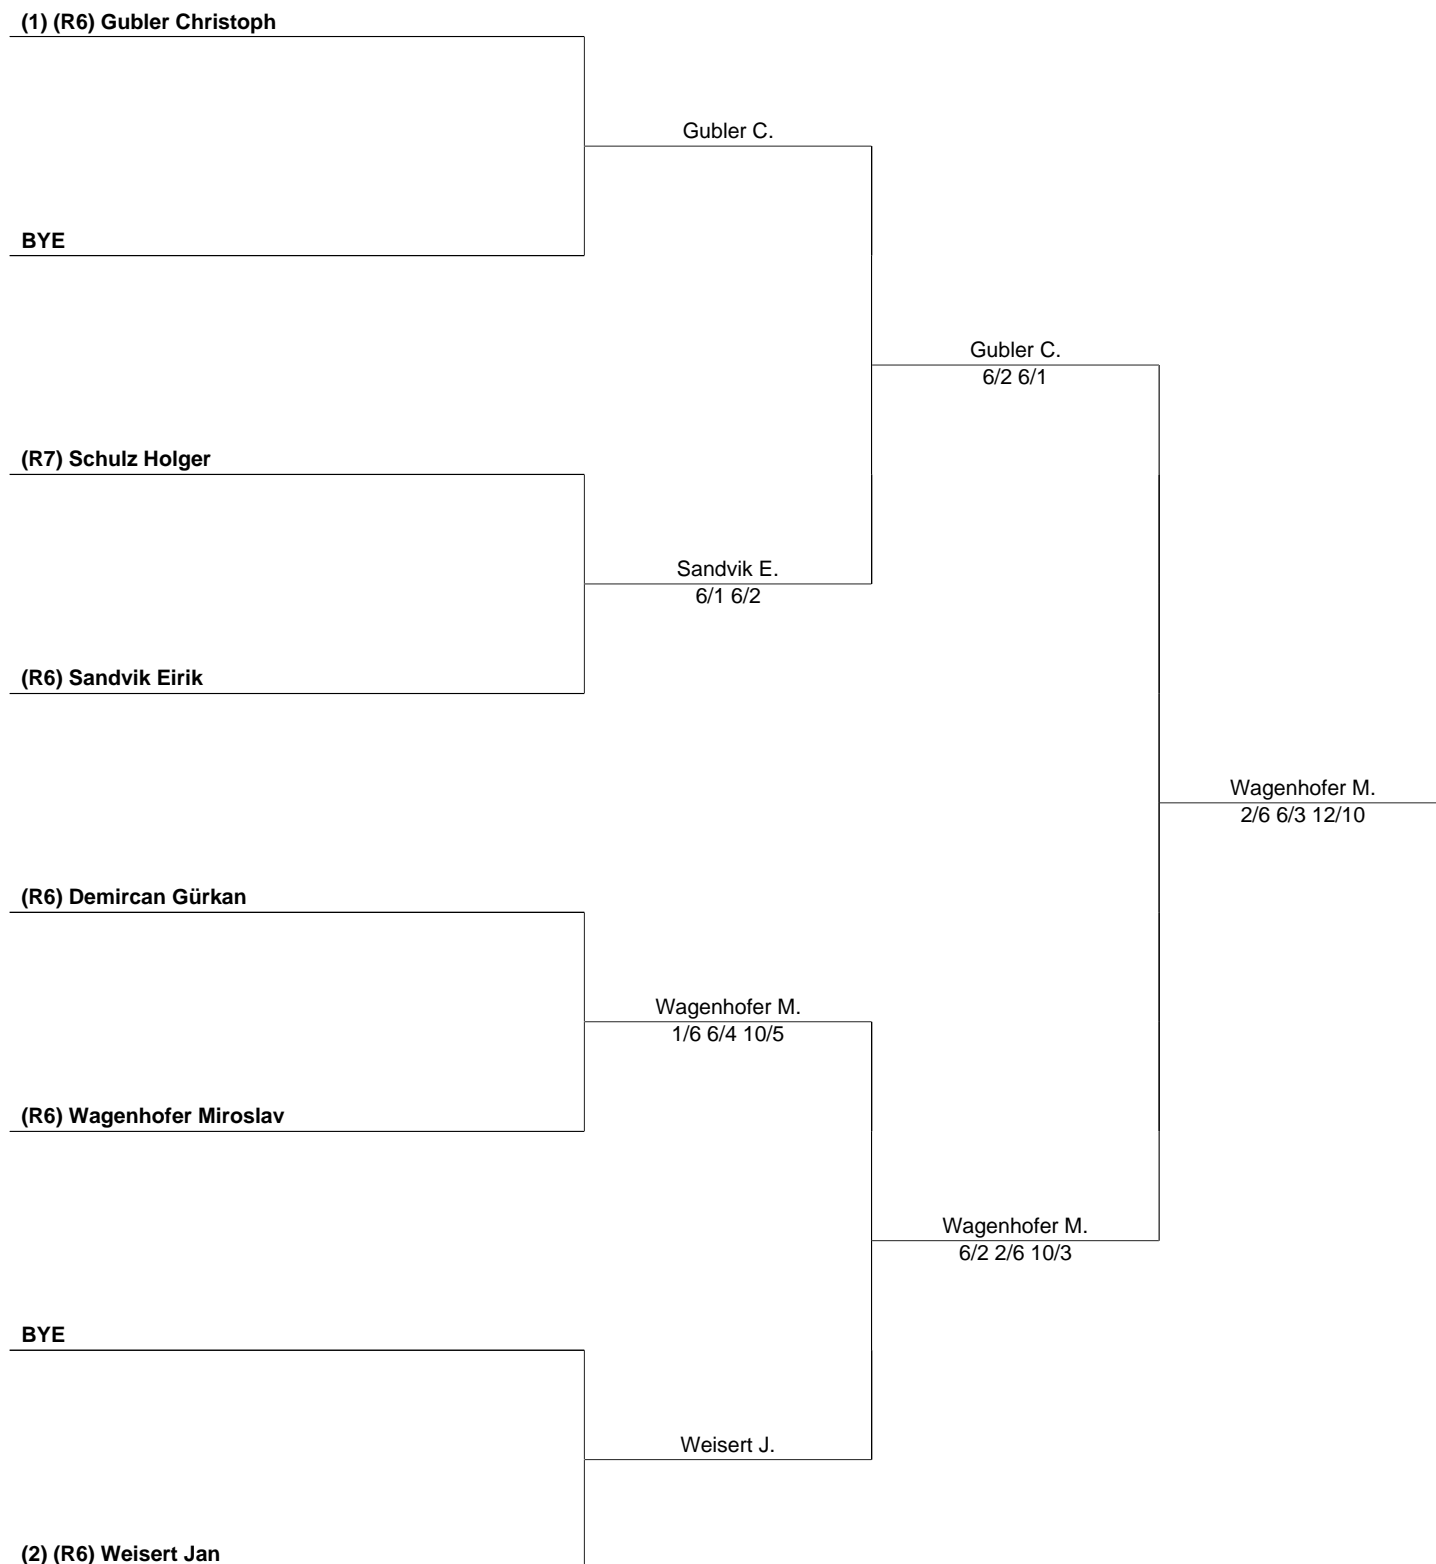 (1) (R6) Gubler Christoph
Gubler C.
BYE
Gubler C.
6/2 6/1
(R7) Schulz Holger
Sandvik E.
6/1 6/2
(R6) Sandvik Eirik
Wagenhofer M.
2/6 6/3 12/10
(R6) Demircan Gürkan
Wagenhofer M.
1/6 6/4 10/5
(R6) Wagenhofer Miroslav
Wagenhofer M.
6/2 2/6 10/3
BYE
Weisert J.
(2) (R6) Weisert Jan